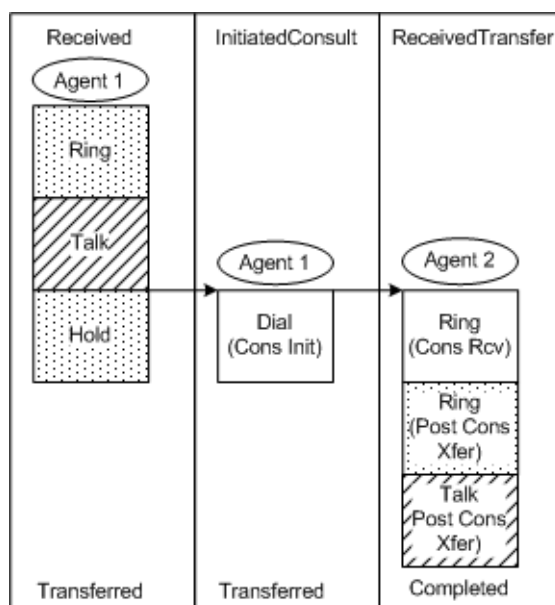 Received
InitiatedConsult
ReceivedTransfer
Agent 1
Ring
Talk
Hold
Agent 1
Dial
(Cons Init)
Agent 2
Ring
(Cons Rcv)
Ring
(Post Cons
Xfer)
Talk
Post Cons
Xfer)
Transferred
Transferred
Completed